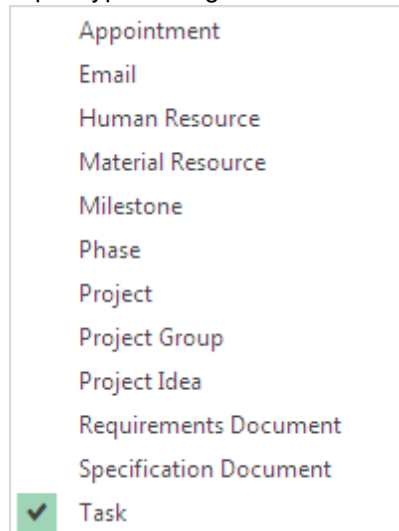 Appointment
Email
Human Resource
Material Resource
Milestone
Phase
Project
Project Group
Project Idea
Requirements Document
Specification Document
Task